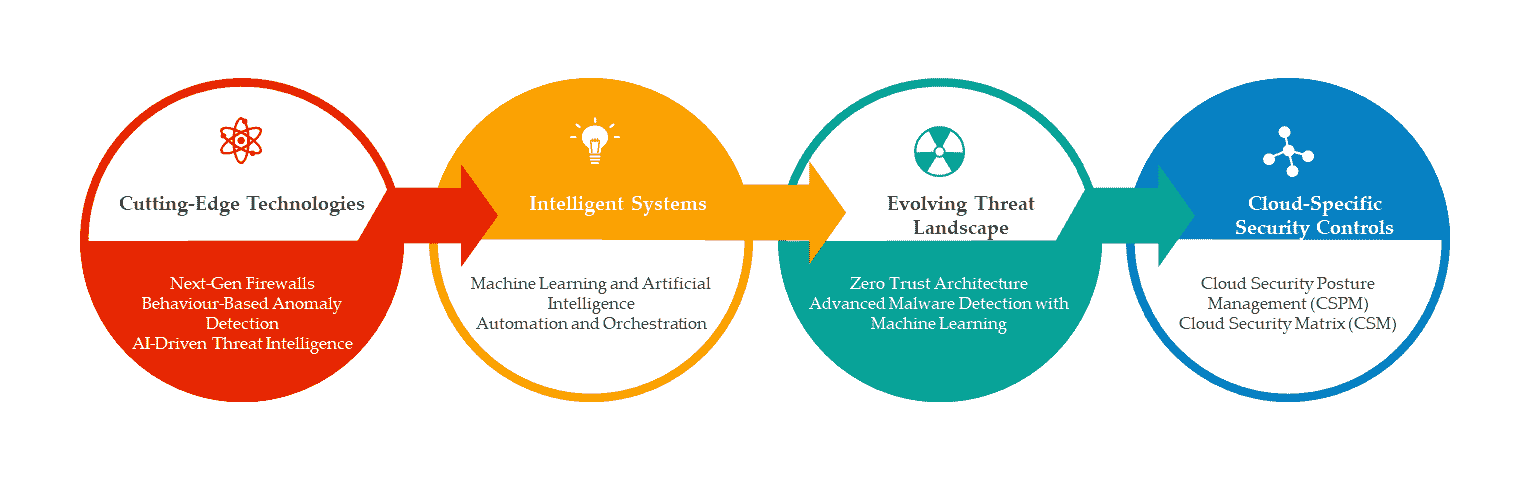 Cutting-Edge Technologies
Next-Gen Firewalls
Behaviour-Based Anomaly
Detection
AI-Driven Threat Intelligence
Intelligent Systems
Machine Learning and Artificial
Intelligence
Automation and Orchestration
Evolving Threat
Landscape
Zero Trust Architecture
Advanced Malware Detection with
Machine Learning
Cloud-Specific
Security Controls
Cloud Security Posture
Management (CSPM)
Cloud Security Matrix (CSM)